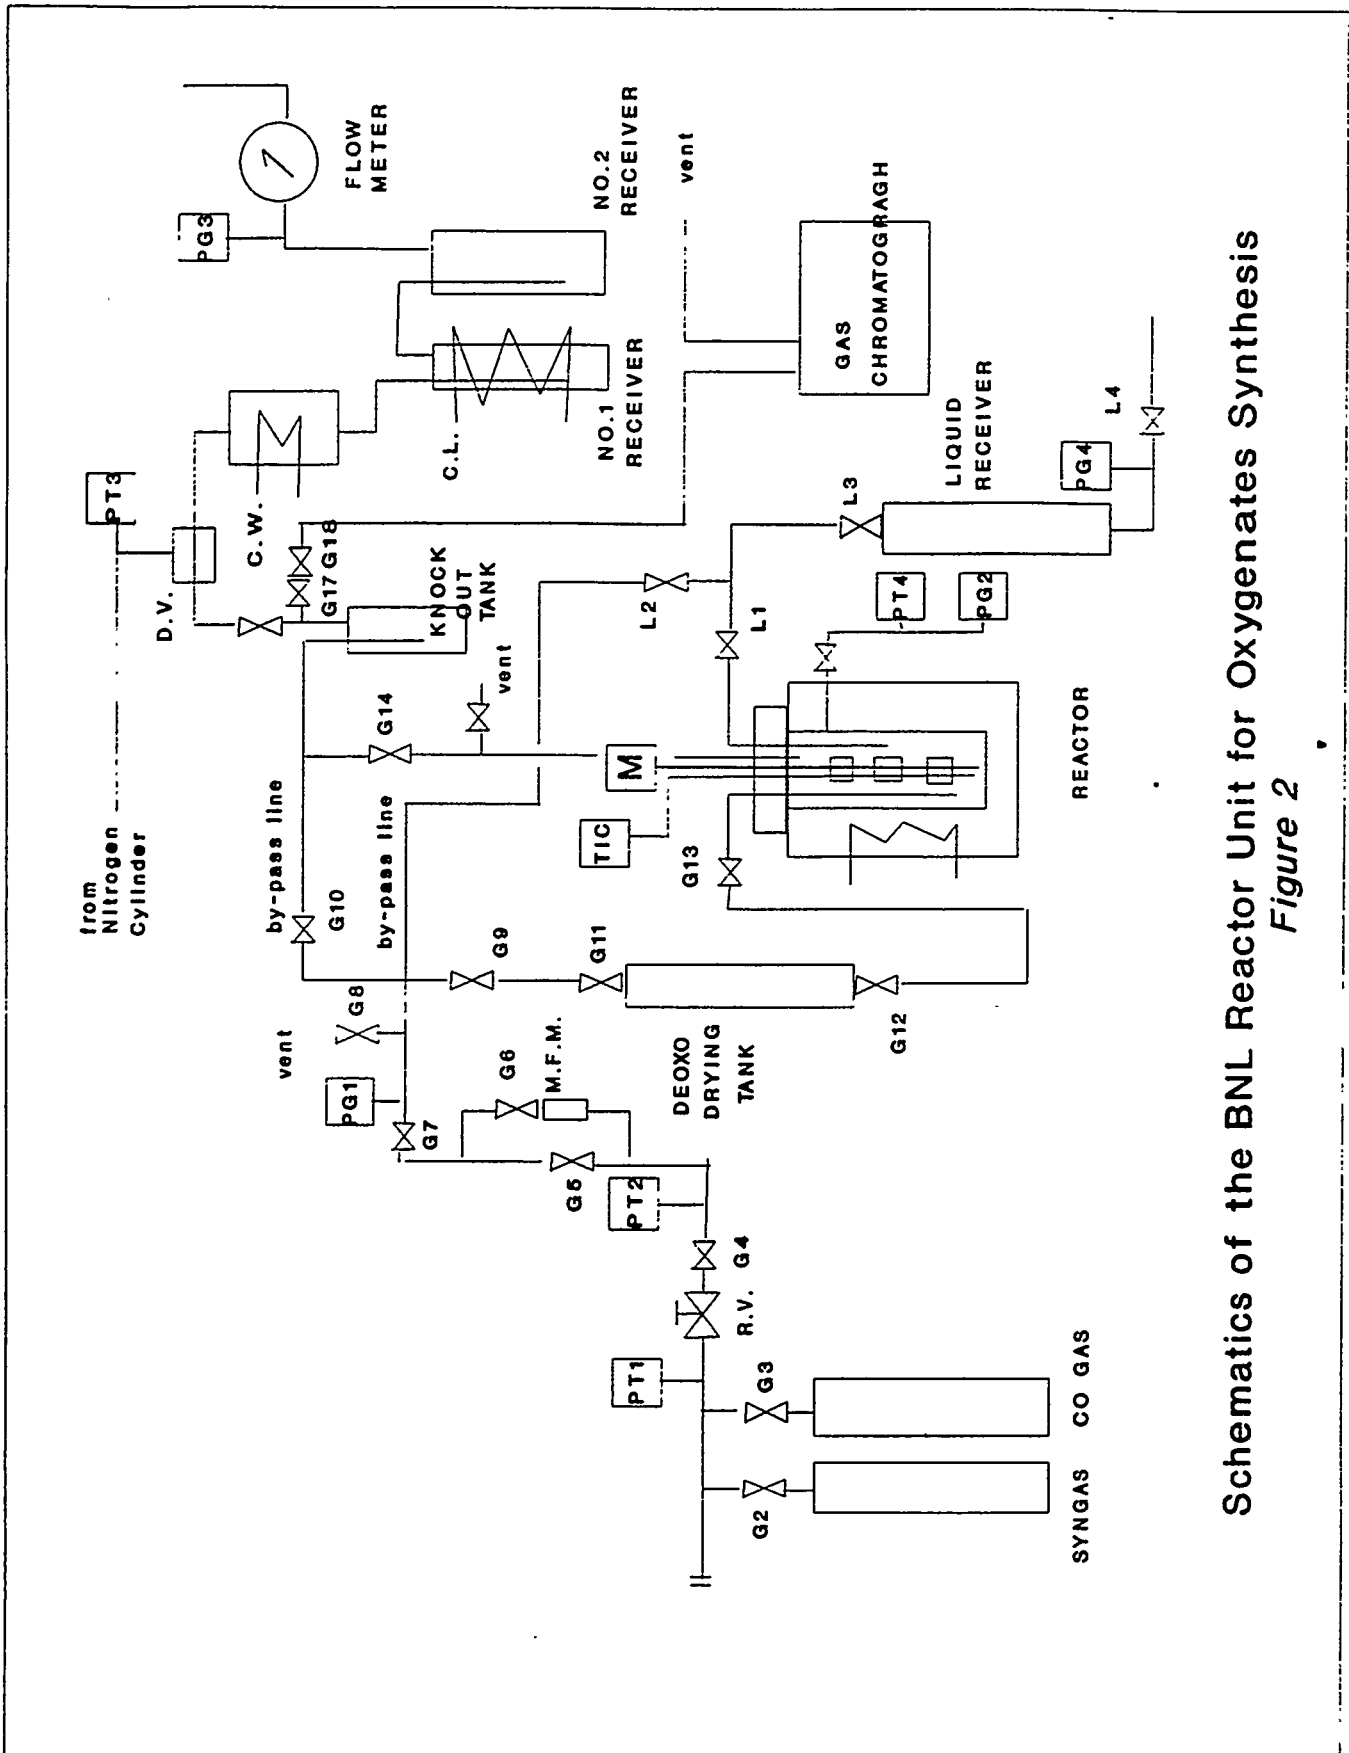 from
Nitrogen
Cylinder
PT3
D.V.
C.W.
G17
G18
KNOCK
OUT
TANK
PG3
FLOW
METER
C.L.
NO.1
RECEIVER
NO.2
RECEIVER
vent
GAS
CHROMATOGRAGH
by-pass line
G10
by-pass line
G14
vent
L2
L1
L3
LIQUID
RECEIVER
PG4
L4
vent
G8
PG1
G7
G6
M.F.M.
G5
G9
G11
DEOXO
DRYING
TANK
G12
TIC
M
G13
PT4
PG2
REACTOR
PT2
G4
R.V.
PT1
G3
G2
SYNGAS
CO GAS
Schematics of the BNL Reactor Unit for Oxygenates Synthesis
Figure 2